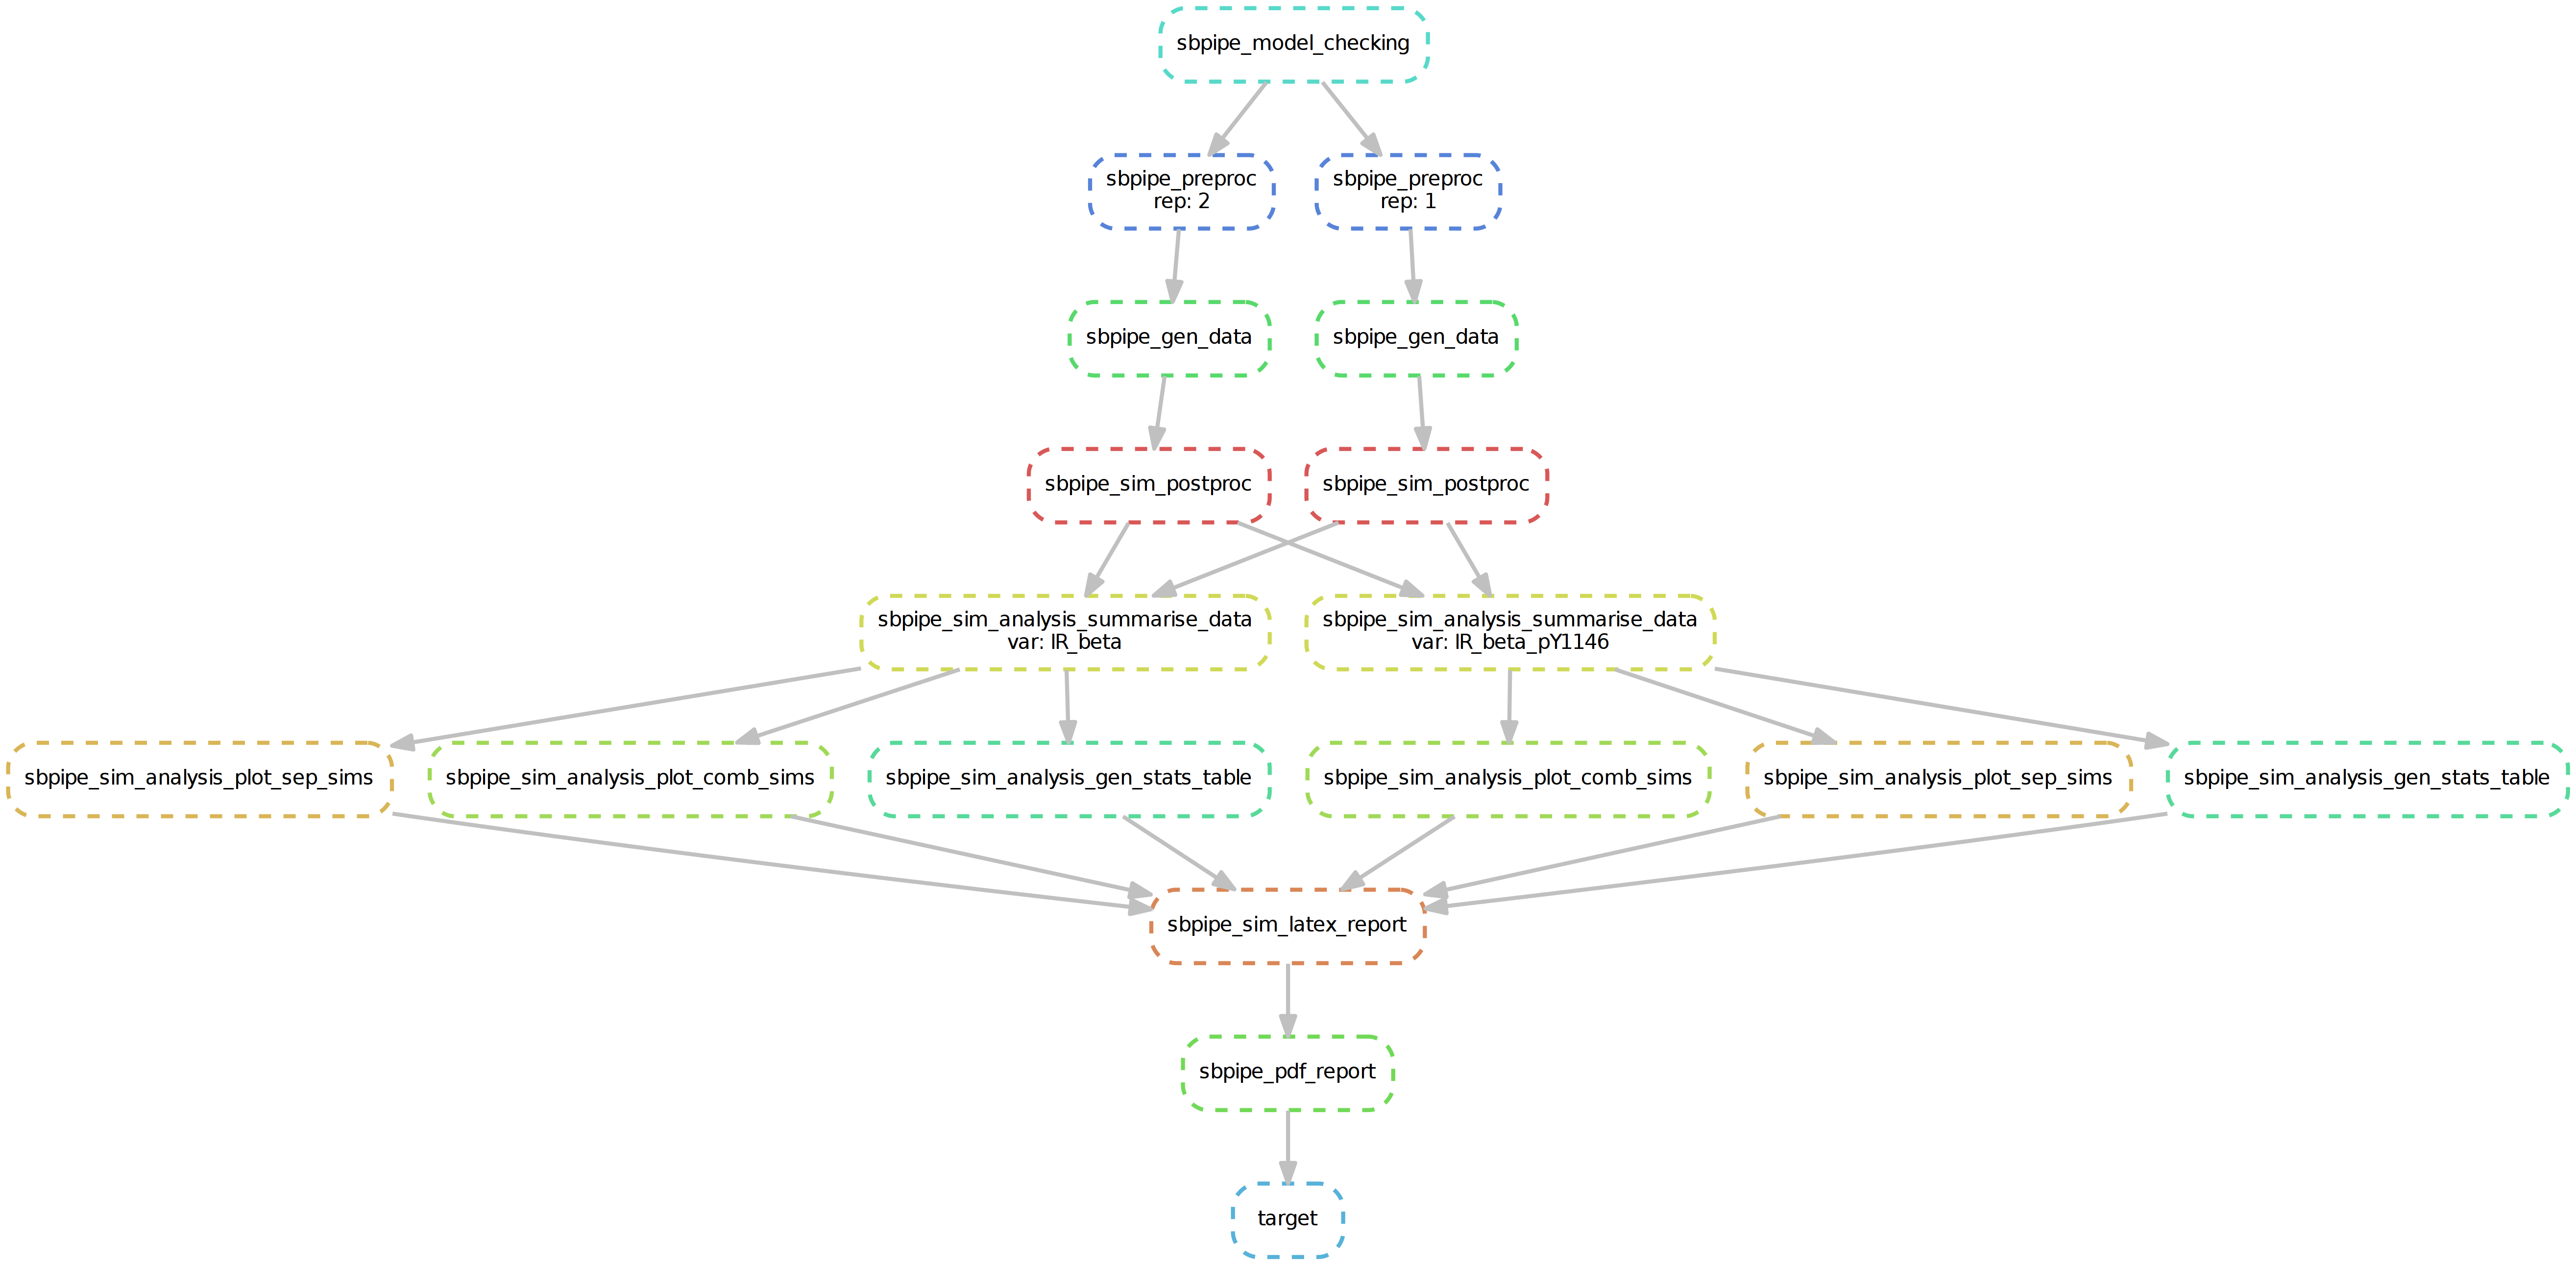 sbpipe_model_checking
sbpipe_preproc
rep: 2
sbpipe_preproc
rep: 1
sbpipe_gen_data
sbpipe_gen_data
sbpipe_sim_postproc
sbpipe_sim_postproc
sbpipe_sim_analysis_summarise_data
var: IR_beta
sbpipe_sim_analysis_summarise_data
var: IR_beta_pY1146
sbpipe_sim_analysis_plot_sep_sims
sbpipe_sim_analysis_plot_comb_sims
sbpipe_sim_analysis_gen_stats_table
sbpipe_sim_analysis_plot_comb_sims
sbpipe_sim_analysis_plot_sep_sims
sbpipe_sim_analysis_gen_stats_table
sbpipe_sim_latex_report
sbpipe_pdf_report
target